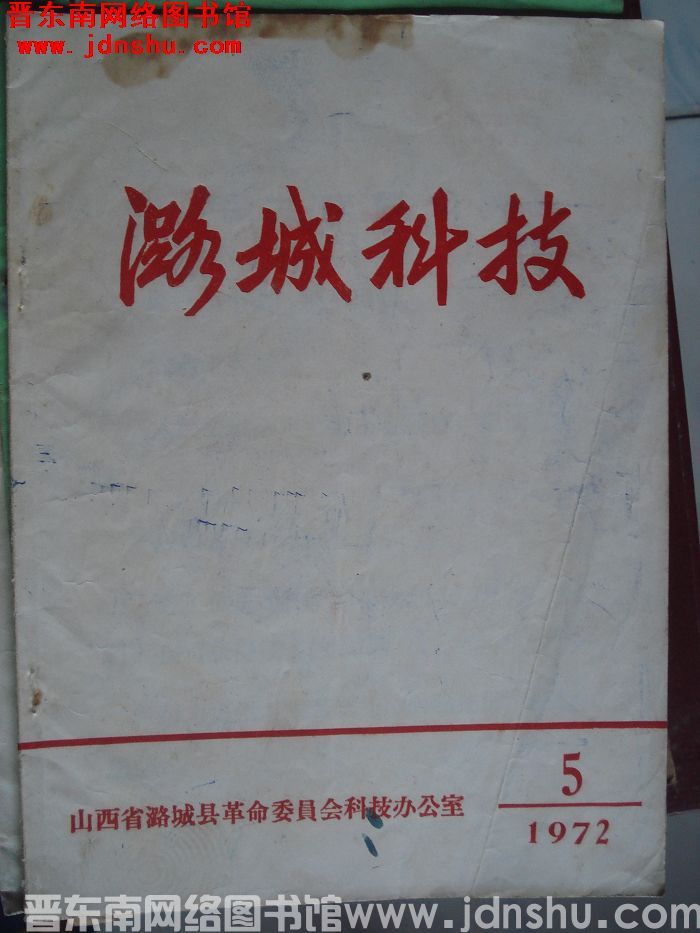 晋东南网络图书馆
www.jdnshu.com
潞城科技
山西省潞城县革命委員会科技办公室
5
1972
晋东南网络图书馆www.jdnshu.com